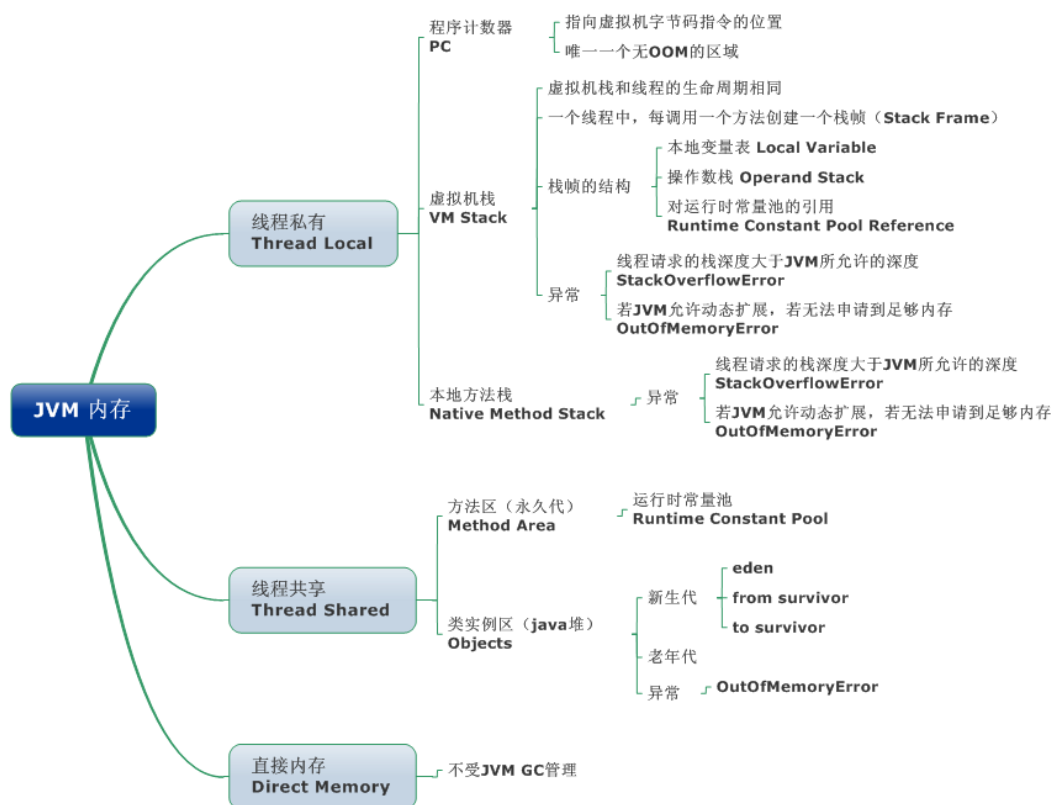 JVM 内存
线程私有
Thread Local
程序计数器
PC
指向虚拟机字节码指令的位置
唯一一个无OOM的区域
虚拟机栈
VM Stack
虚拟机栈和线程的生命周期相同
一个线程中，每调用一个方法创建一个栈帧（Stack Frame）
栈帧的结构
本地变量表 Local Variable
操作数栈 Operand Stack
对运行时常量池的引用
Runtime Constant Pool Reference
异常
线程请求的栈深度大于JVM所允许的深度
StackOverflowError
若JVM允许动态扩展，若无法申请到足够内存
OutOfMemoryError
本地方法栈
Native Method Stack
异常
线程请求的栈深度大于JVM所允许的深度
StackOverflowError
若JVM允许动态扩展，若无法申请到足够内存
OutOfMemoryError
线程共享
Thread Shared
方法区（永久代）
Method Area
运行时常量池
Runtime Constant Pool
类实例区（java堆）
Objects
新生代
eden
from survivor
to survivor
老年代
异常
OutOfMemoryError
直接内存
Direct Memory
不受JVM GC管理